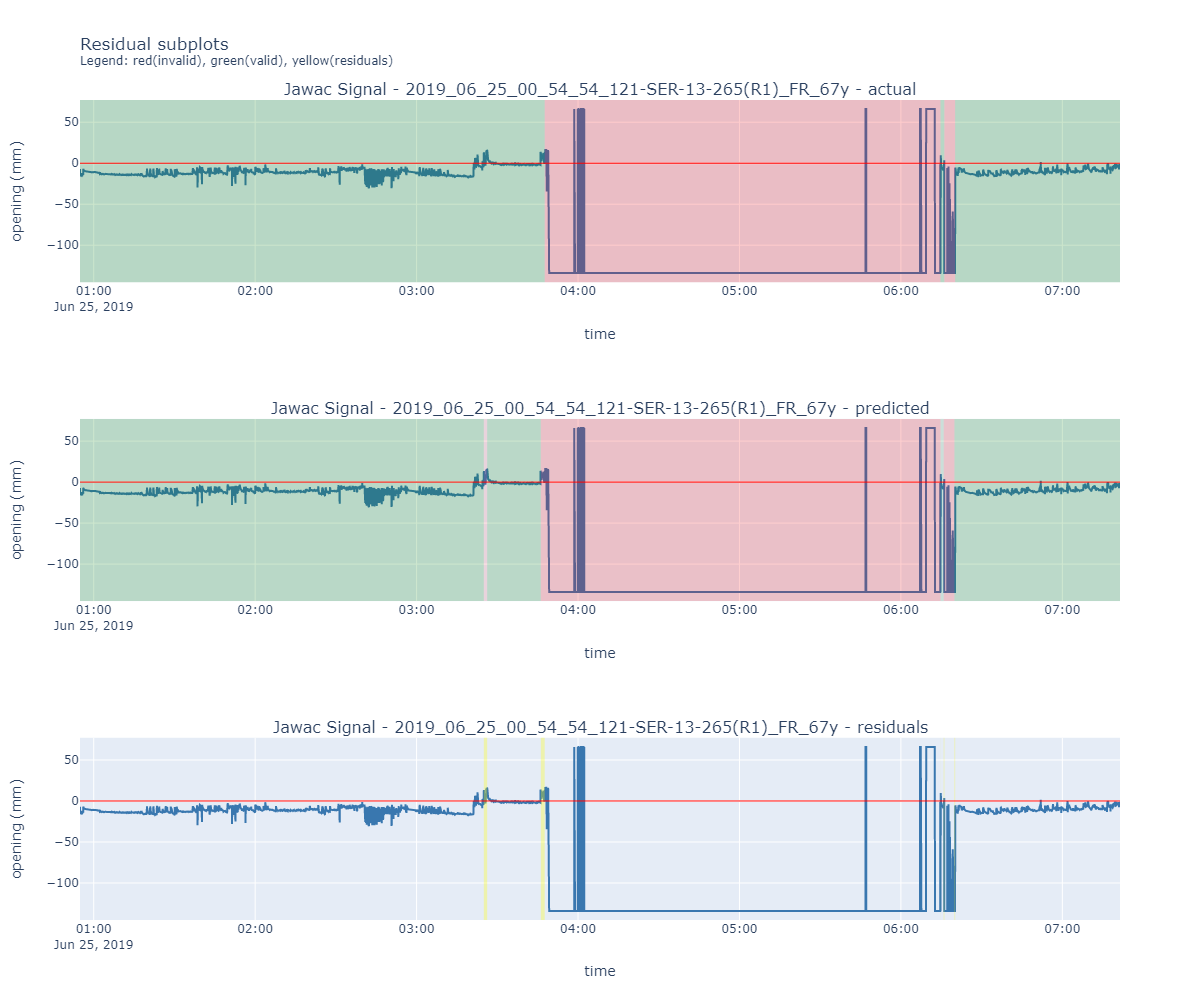 Residual subplots
Legend: red(invalid), green(valid), yellow(residuals)
Jawac Signal - 2019_06_25_00_54_54_121-SER-13-265(R1)_FR_67y - actual
opening (mm)
50
0
−50
−100
01:00 02:00 03:00 04:00 05:00 06:00 07:00
Jun 25, 2019
time
Jawac Signal - 2019_06_25_00_54_54_121-SER-13-265(R1)_FR_67y - predicted
opening (mm)
50
0
−50
−100
01:00 02:00 03:00 04:00 05:00 06:00 07:00
Jun 25, 2019
time
Jawac Signal - 2019_06_25_00_54_54_121-SER-13-265(R1)_FR_67y - residuals
opening (mm)
50
0
−50
−100
01:00 02:00 03:00 04:00 05:00 06:00 07:00
Jun 25, 2019
time